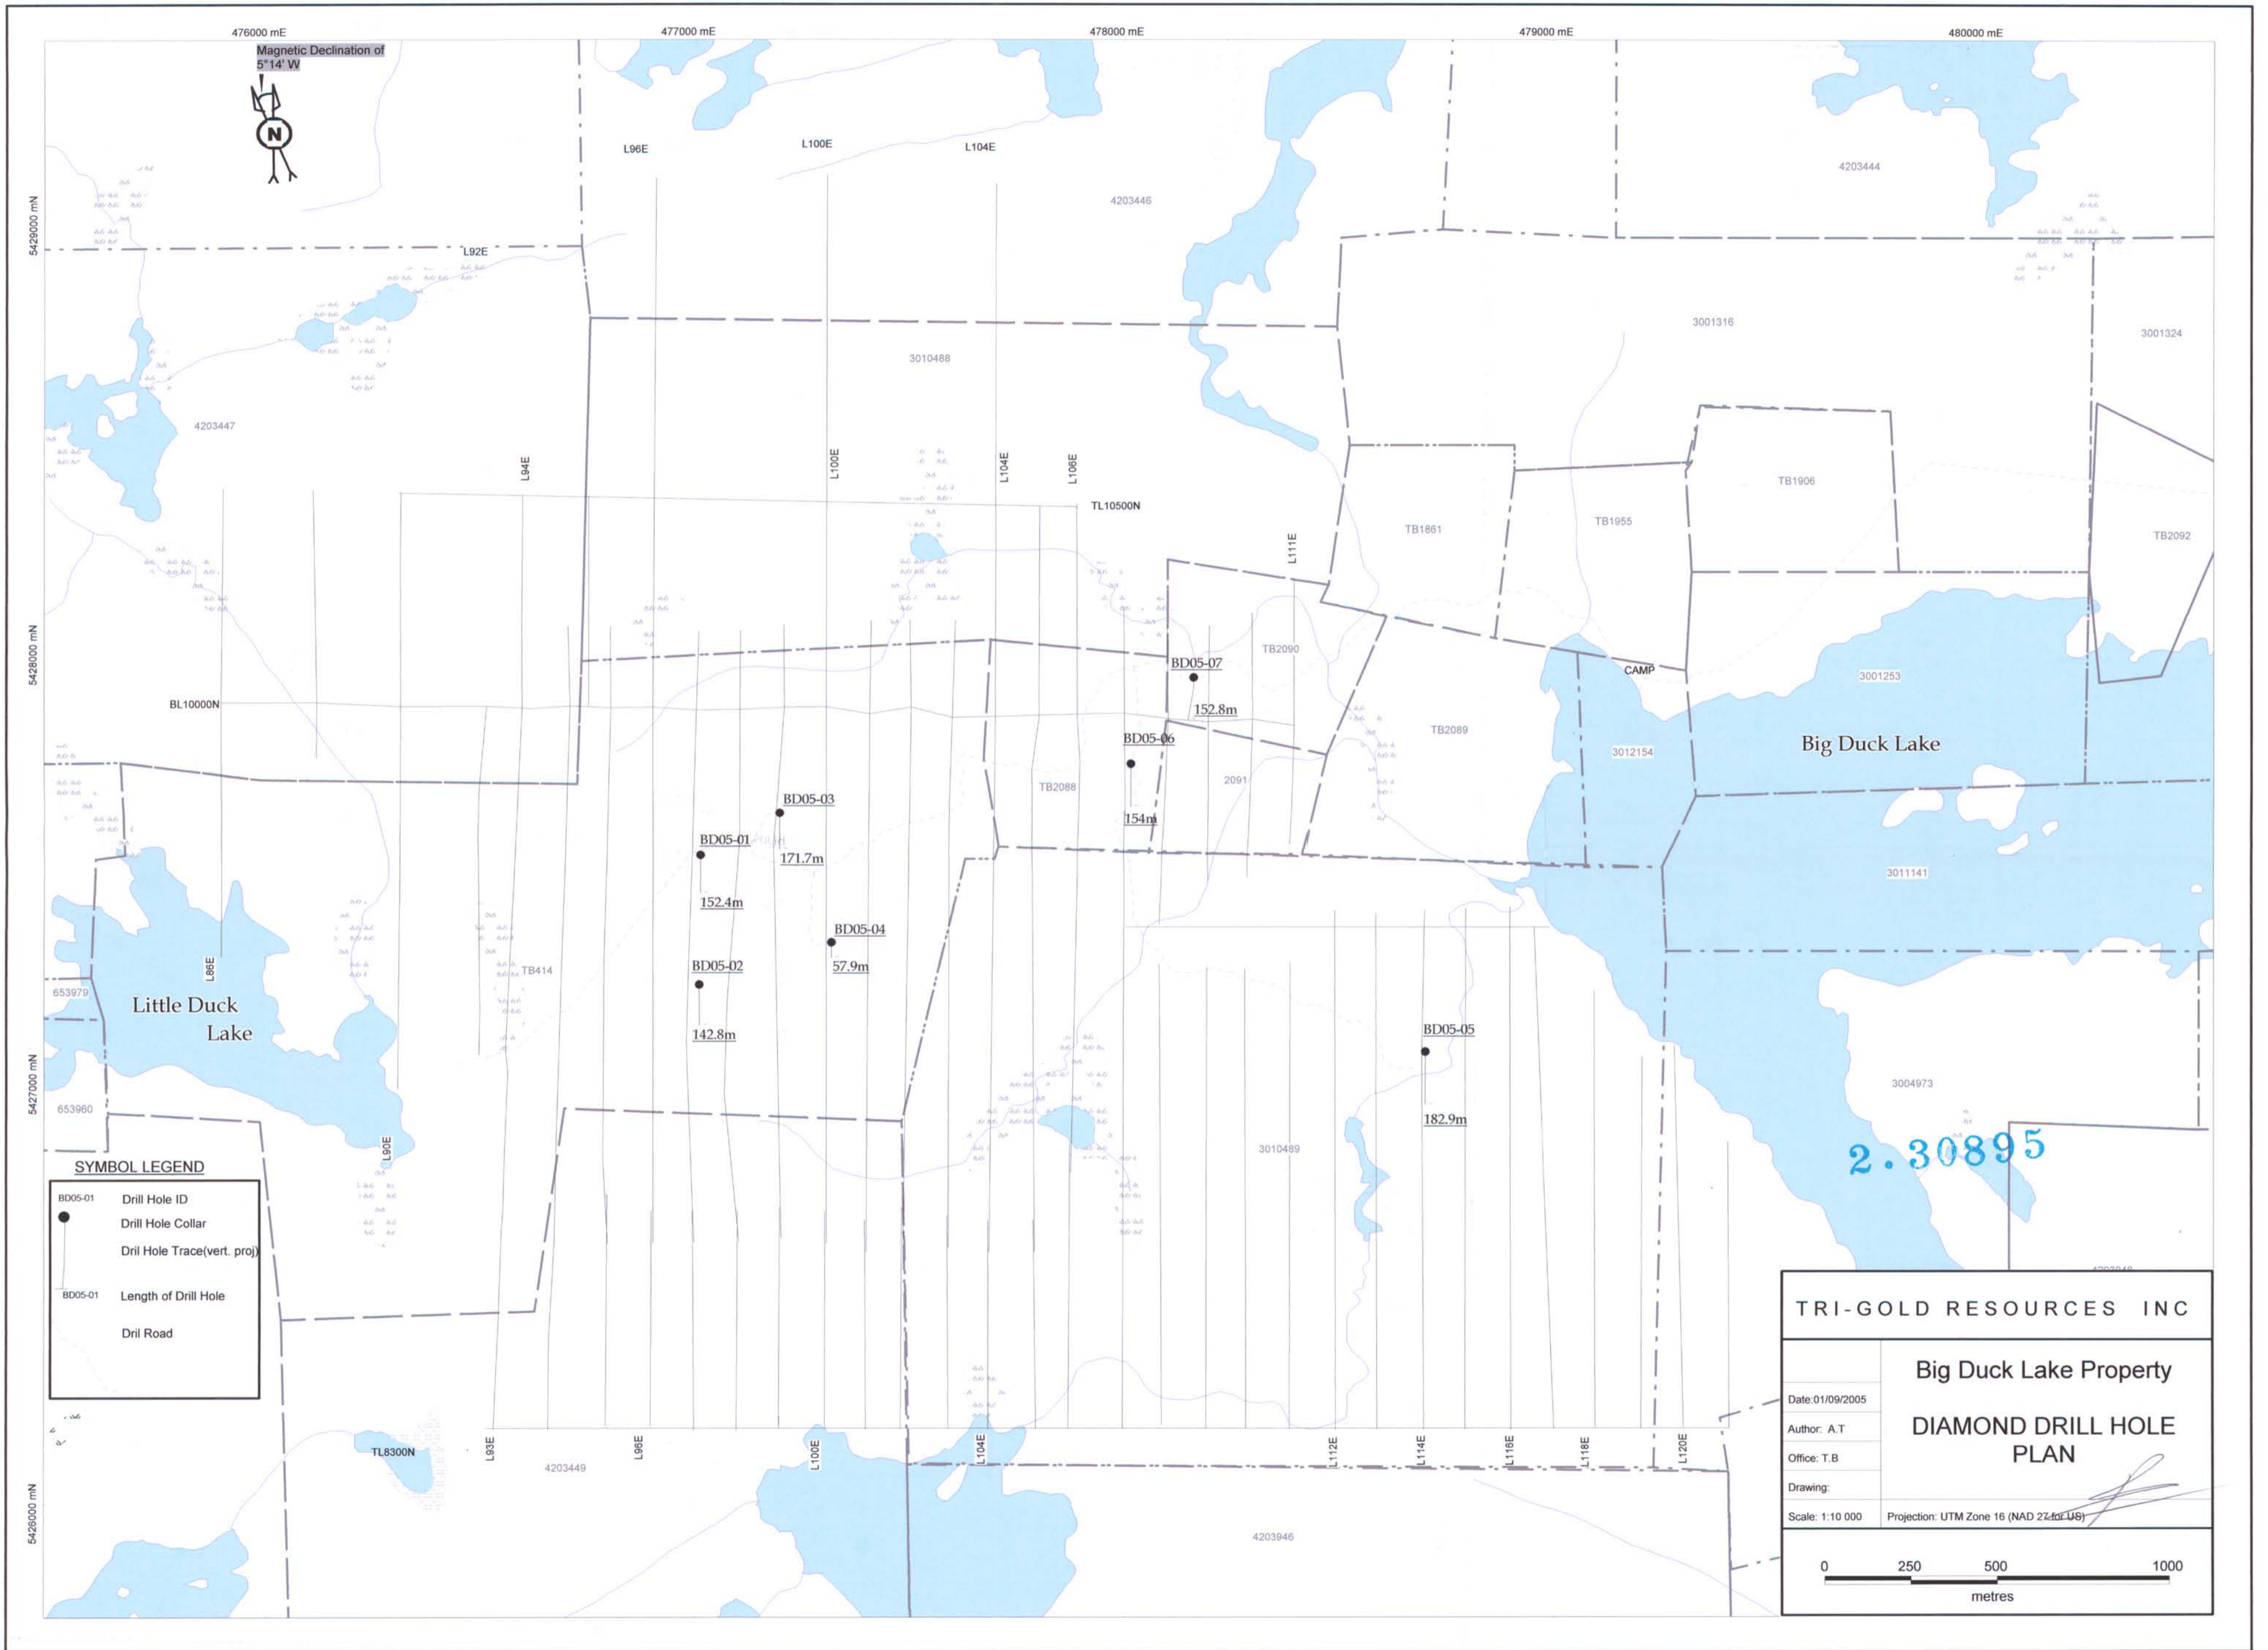 476000 mE
477000 mE
478000 mE
479000 mE
480000 mE
Magnetic Declination of
5°14' W
N
L96E
L100E
L104E
4203444
4203446
5429000 mN
L92E
3001316
3001324
3010488
4203447
L94E
L100E
L104E
L106E
TL10500N
TB1906
TB1861
TB1955
TB2092
L111E
5428000 mN
TB2090
BD05-07
CAMP
3001253
BL10000N
152.8m
TB2089
BD05-06
3012154
Big Duck Lake
TB2088
2091
BD05-03
154m
BD05-01
171.7m
3011141
152.4m
BD05-04
L86E
BD05-02
57.9m
TB414
653979
Little Duck
Lake
142.8m
BD05-05
5427000 mN
3004973
653960
182.9m
L90E
3010489
2.30895
SYMBOL LEGEND
BD05-01 Drill Hole ID
Drill Hole Collar
Dril Hole Trace(vert. proj)
BD05-01 Length of Drill Hole
Dril Road
TRI-GOLD RESOURCES INC
Big Duck Lake Property
Date:01/09/2005
Author: A.T
DIAMOND DRILL HOLE
PLAN
Office: T.B
Drawing:
Scale: 1:10 000
Projection: UTM Zone 16 (NAD 27 for US)
0 250 500 1000
metres
TL8300N
L93E
L96E
L100E
L104E
L112E
L114E
L116E
L118E
L120E
4203449
5426000 mN
4203946